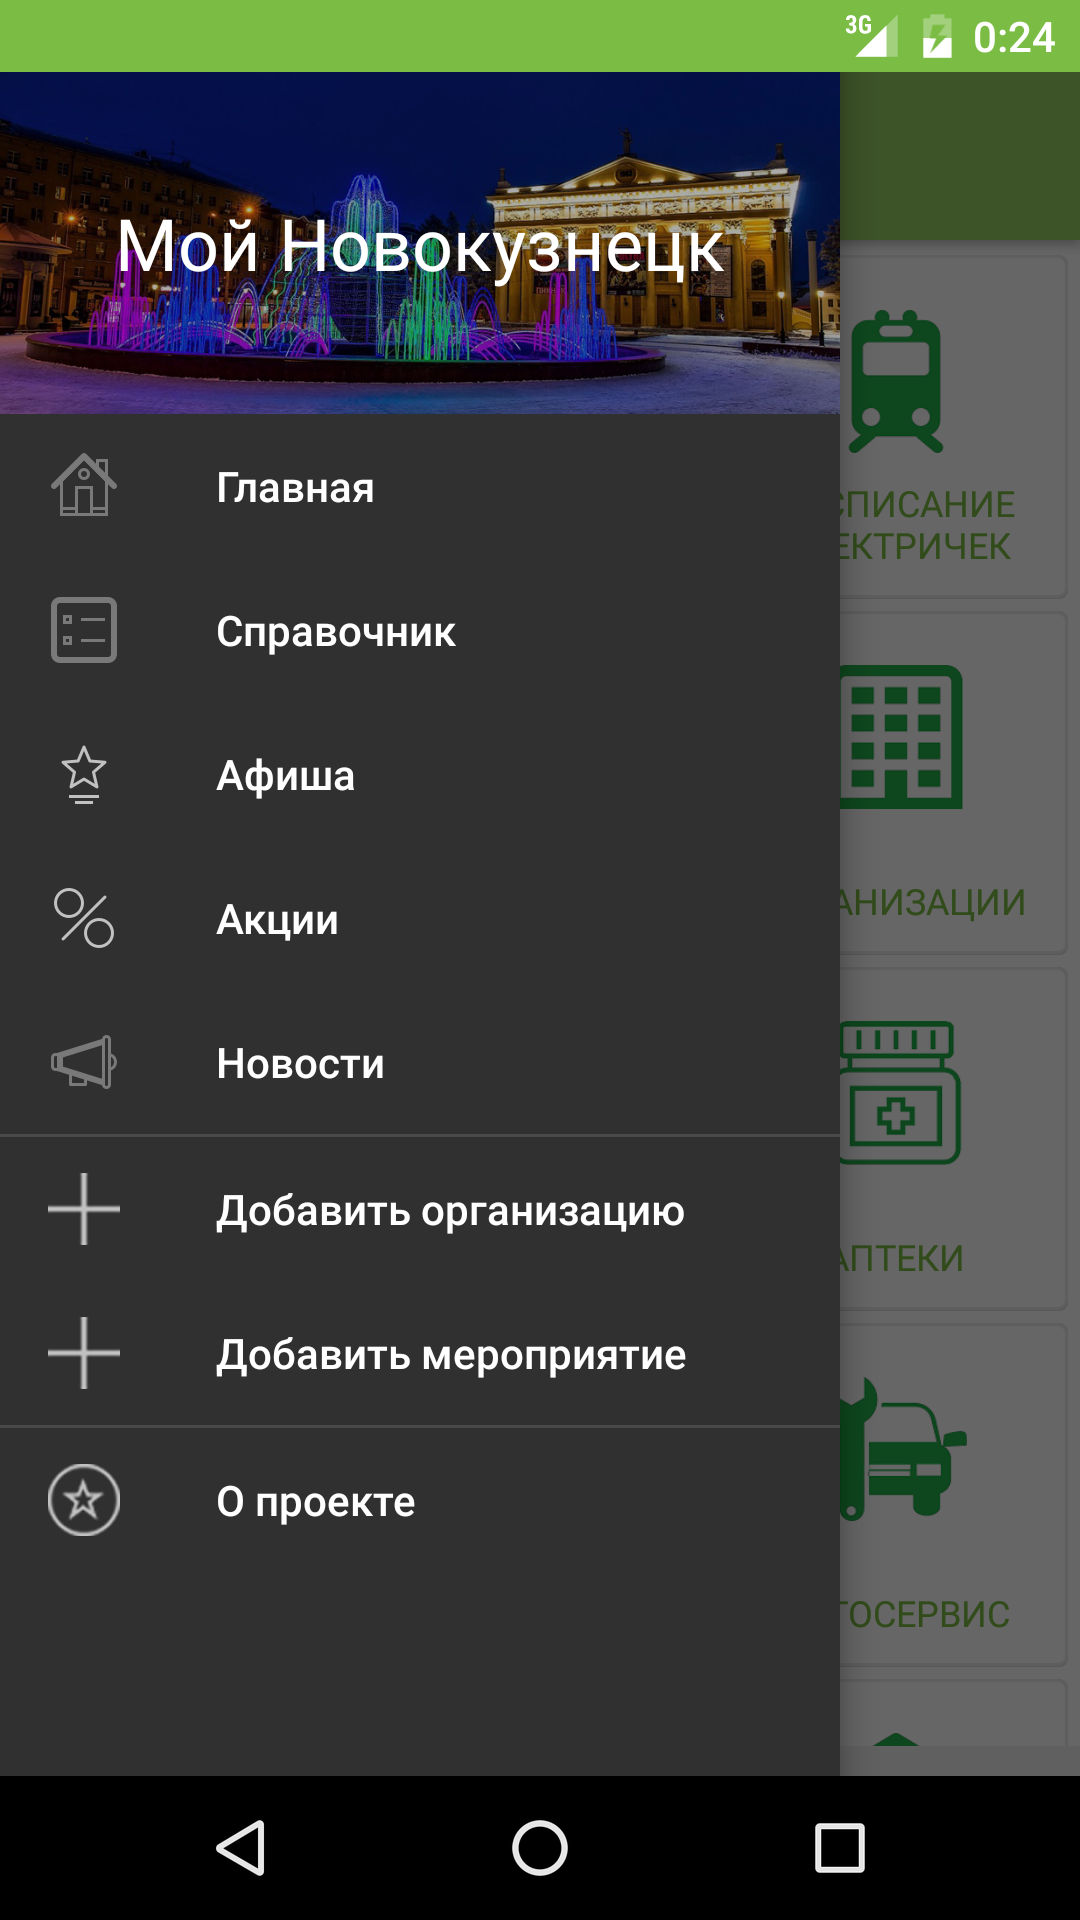 3G 0:24
Мой Новокузнецк
Главная
Справочник
Афиша
Акции
Новости
Добавить организацию
Добавить мероприятие
О проекте
СПИСАНИЕ
ЕКТРИЧЕК
АНИЗАЦИИ
АПТЕКИ
ТОСЕРВИС